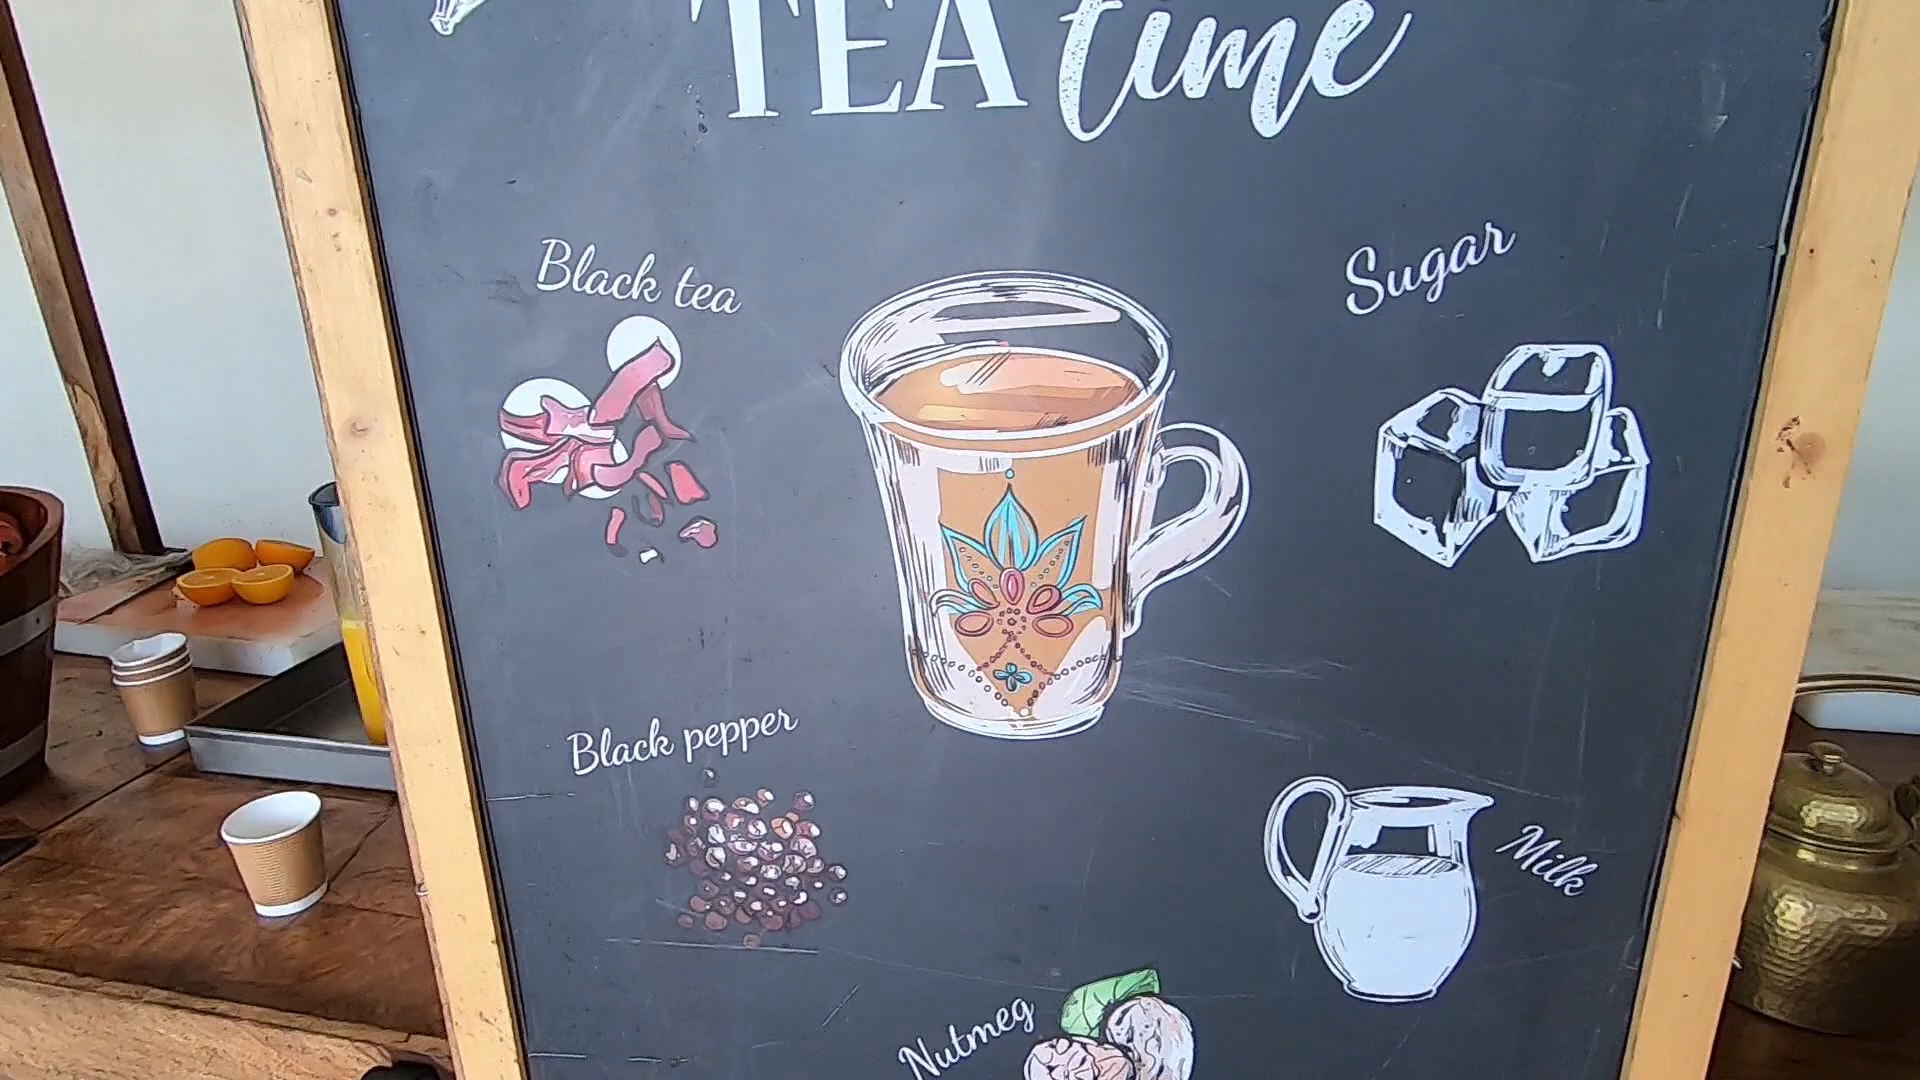 TEA time
Black tea
Sugar
Black pepper
Milk
Nutmeg